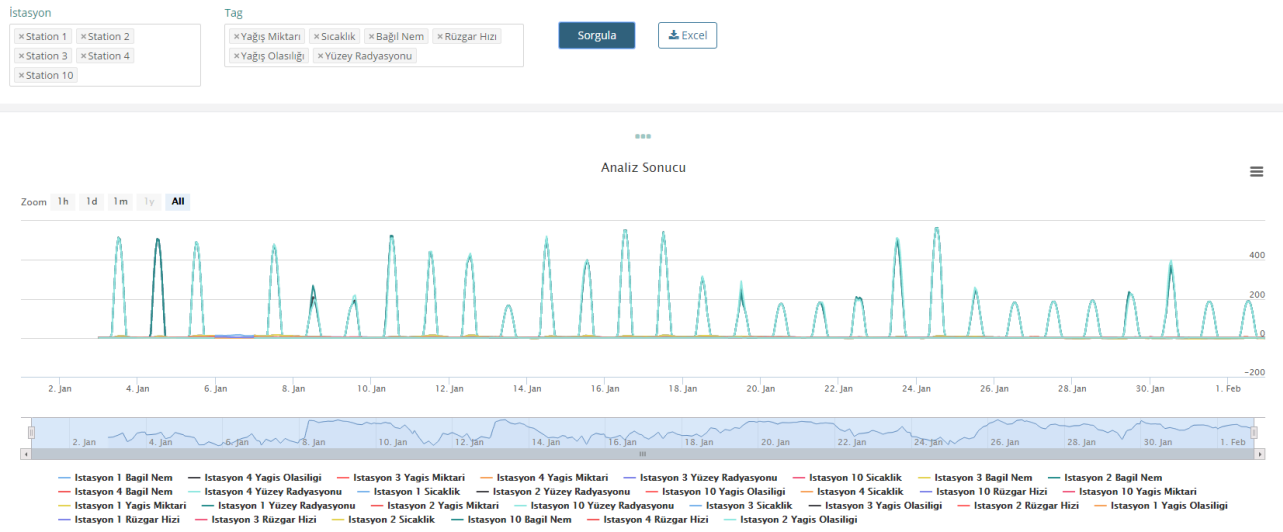 İstasyon
Tag
×Station 1 ×Station 2
×Station 3 ×Station 4
×Station 10
×Yağış Miktarı ×Sıcaklık ×Bağıl Nem ×Rüzgar Hızı
×Yağış Olasılığı ×Yüzey Radyasyonu
Sorgula
Excel
Analiz Sonucu
Zoom 1h 1d 1m 1y All
400
200
0
-200
2. Jan 4. Jan 6. Jan 8. Jan 10. Jan 12. Jan 14. Jan 16. Jan 18. Jan 20. Jan 22. Jan 24. Jan 26. Jan 28. Jan 30. Jan 1. Feb
2. Jan 4. Jan 6. Jan 8. Jan 10. Jan 12. Jan 14. Jan 16. Jan 18. Jan 20. Jan 22. Jan 24. Jan 26. Jan 28. Jan 30. Jan 1. Feb
Istasyon 1 Bagil Nem Istasyon 4 Yagis Olasiligi Istasyon 3 Yagis Miktari Istasyon 4 Yagis Miktari Istasyon 3 Yüzey Radyasyonu Istasyon 10 Sicaklik Istasyon 3 Bagil Nem Istasyon 2 Bagil Nem
Istasyon 4 Bagil Nem Istasyon 4 Yüzey Radyasyonu Istasyon 1 Sicaklik Istasyon 2 Yüzey Radyasyonu Istasyon 10 Yagis Olasiligi Istasyon 4 Sicaklik Istasyon 10 Rüzgar Hizi Istasyon 10 Yagis Miktari
Istasyon 1 Yagis Miktari Istasyon 1 Yüzey Radyasyonu Istasyon 2 Yagis Miktari Istasyon 10 Yüzey Radyasyonu Istasyon 3 Sicaklik Istasyon 3 Yagis Olasiligi Istasyon 2 Rüzgar Hizi Istasyon 1 Yagis Olasiligi
Istasyon 1 Rüzgar Hizi Istasyon 3 Rüzgar Hizi Istasyon 2 Sicaklik Istasyon 10 Bagil Nem Istasyon 4 Rüzgar Hizi Istasyon 2 Yagis Olasiligi